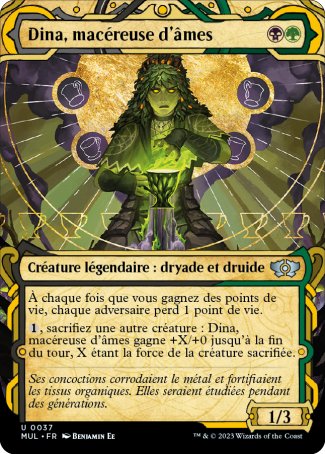 Dina, macéreuse d'âmes
Créature légendaire : dryade et druide
À chaque fois que vous gagnez des points de
vie, chaque adversaire perd 1 point de vie.
1, sacrifiez une autre créature : Dina,
macéreuse d'âmes gagne +X/+0 jusqu'à la fin
du tour, X étant la force de la créature sacrifiée.
Ses concoctions corrodaient le métal et fortifiaient
les tissus organiques. Elles seraient étudiées pendant
des générations.
1/3
U 0037
MUL • FR Benjamin Ee
™ & © 2023 Wizards of the Coast